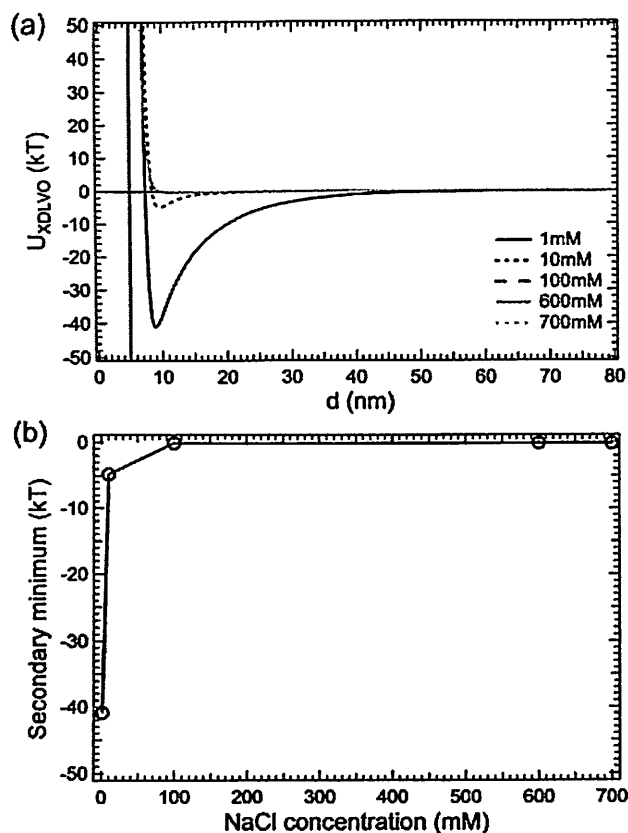 (a)
50
40
30
20
10
0
-10
-20
-30
-40
-50
U_XDLVO (kT)
1mM
10mM
100mM
600mM
700mM
0 10 20 30 40 50 60 70 80
d (nm)
(b)
0
-10
-20
-30
-40
-50
Secondary minimum (kT)
0 100 200 300 400 500 600 700
NaCl concentration (mM)